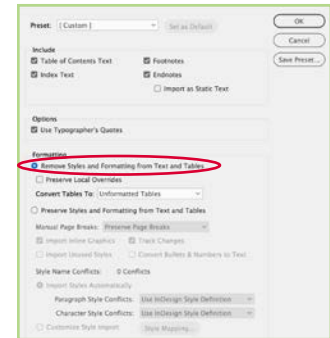 Preset: [Custom] Set as Default
OK
Cancel
Save Preset...
Include
Table of Contents Text Footnotes
Index Text Endnotes
Import as Static Text
Options
Use Typographer's Quotes
Formatting
Remove Styles and Formatting from Text and Tables
Preserve Local Overrides
Convert Tables To: Unformatted Tables
Preserve Styles and Formatting from Text and Tables
Manual Page Breaks: Preserve Page Breaks
Import Inline Graphics Track Changes
Import Unused Styles Convert Bullets & Numbers to Text
Style Name Conflicts: 0 Conflicts
Import Styles Automatically
Paragraph Style Conflicts: Use InDesign Style Definition
Character Style Conflicts: Use InDesign Style Definition
Customize Style Import Style Mapping...